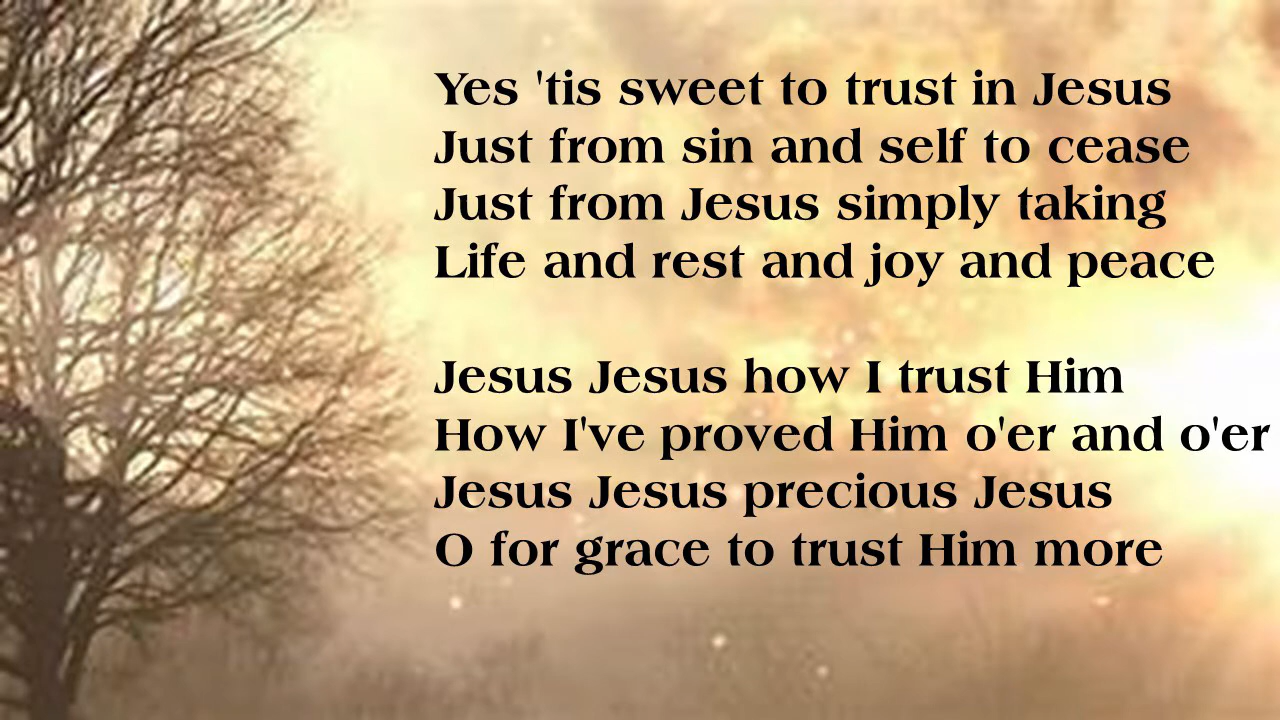 Yes 'tis sweet to trust in Jesus
Just from sin and self to cease
Just from Jesus simply taking
Life and rest and joy and peace
Jesus Jesus how I trust Him
How I've proved Him o'er and o'er
Jesus Jesus precious Jesus
O for grace to trust Him more